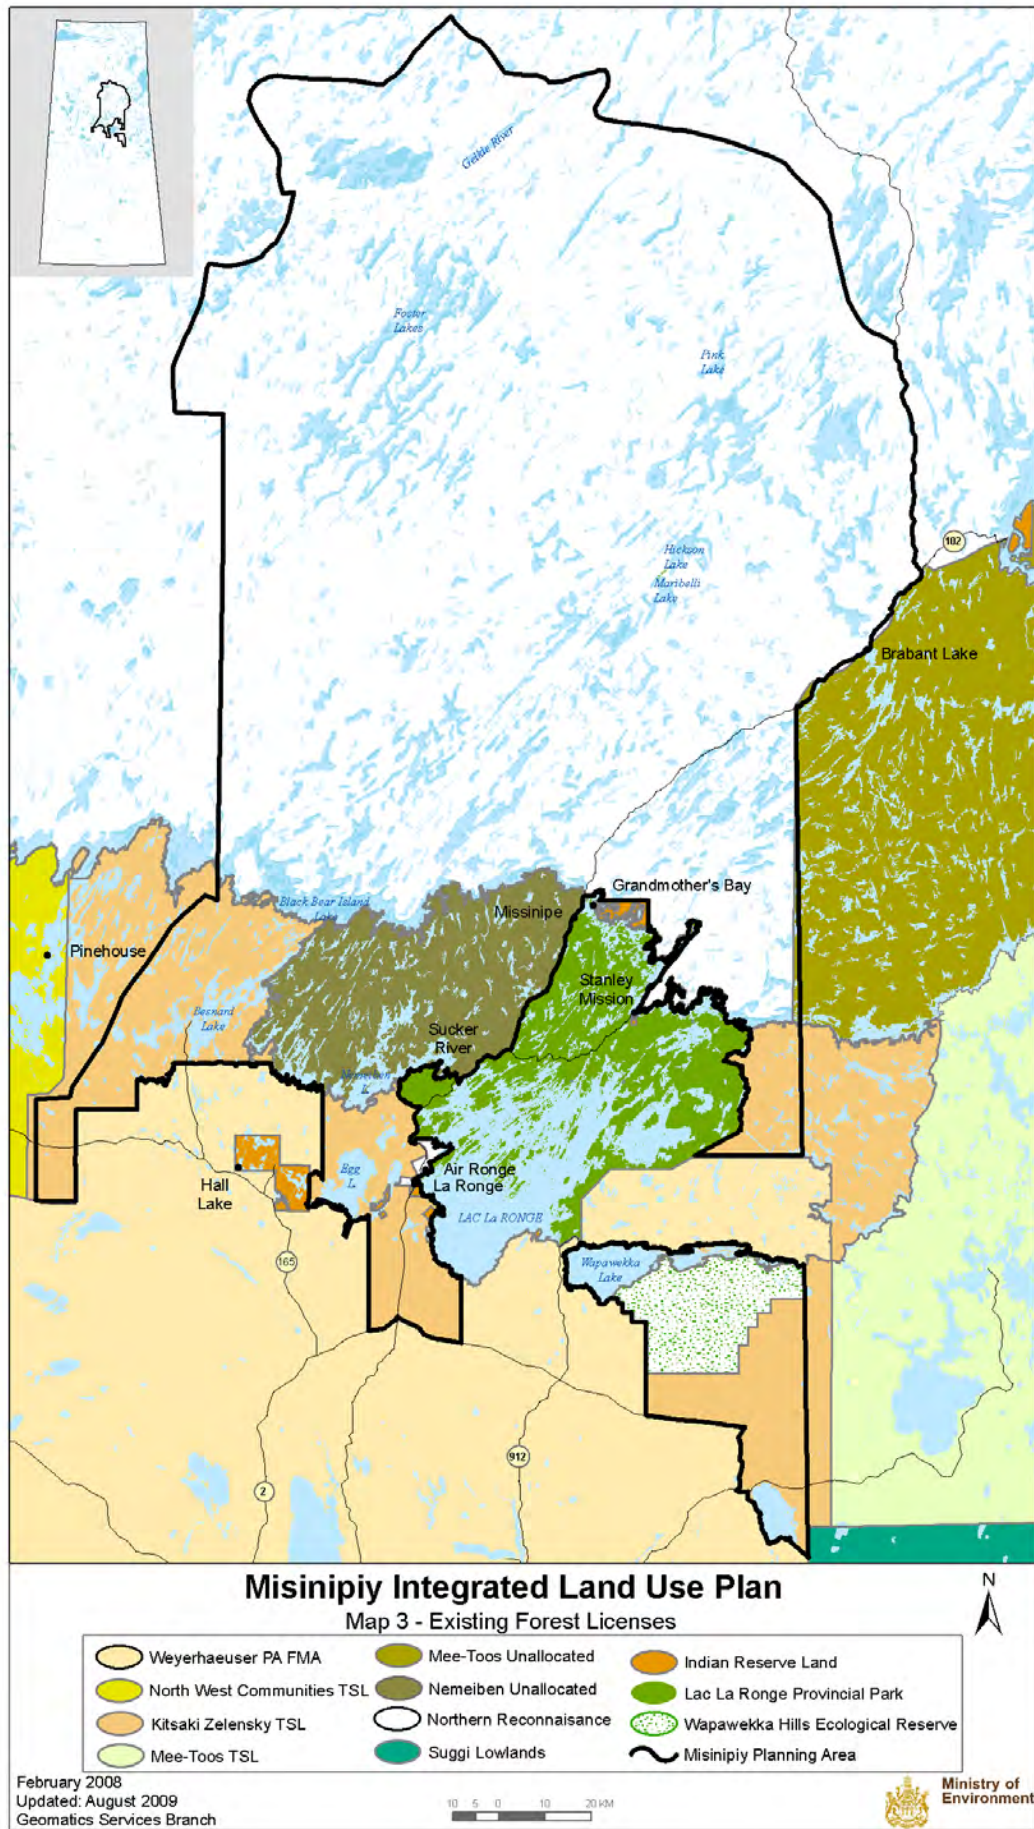 Geikie River
Foster
Lakes
Pink
Lake
Hickson
Lake
Maribelli
Lake
102
Brabant Lake
Grandmother's Bay
Black Bear Island
Lake
Missinipe
Pinehouse
Stanley
Mission
Besnard
Lake
Sucker
River
Nemeiben
L.
Hall
Lake
Egg
L.
Air Ronge
La Ronge
LAC La RONGE
165
Wapawekka
Lake
912
2
Misinipiy Integrated Land Use Plan
Map 3 - Existing Forest Licenses
N
Weyerhaeuser PA FMA
North West Communities TSL
Kitsaki Zelensky TSL
Mee-Toos TSL
Mee-Toos Unallocated
Nemeiben Unallocated
Northern Reconnaisance
Suggi Lowlands
Indian Reserve Land
Lac La Ronge Provincial Park
Wapawekka Hills Ecological Reserve
Misinipiy Planning Area
February 2008
Updated: August 2009
Geomatics Services Branch
10 5 0 10 20 KM
Ministry of
Environment